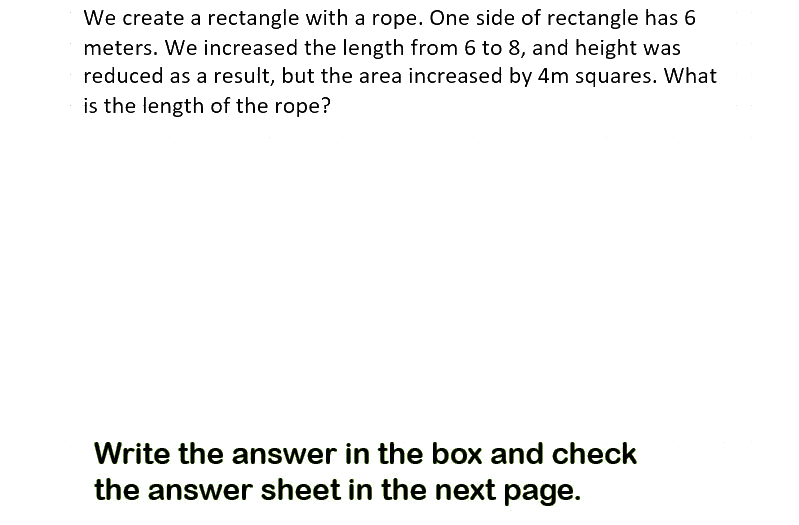 We create a rectangle with a rope. One side of rectangle has 6
meters. We increased the length from 6 to 8, and height was
reduced as a result, but the area increased by 4m squares. What
is the length of the rope?
Write the answer in the box and check
the answer sheet in the next page.